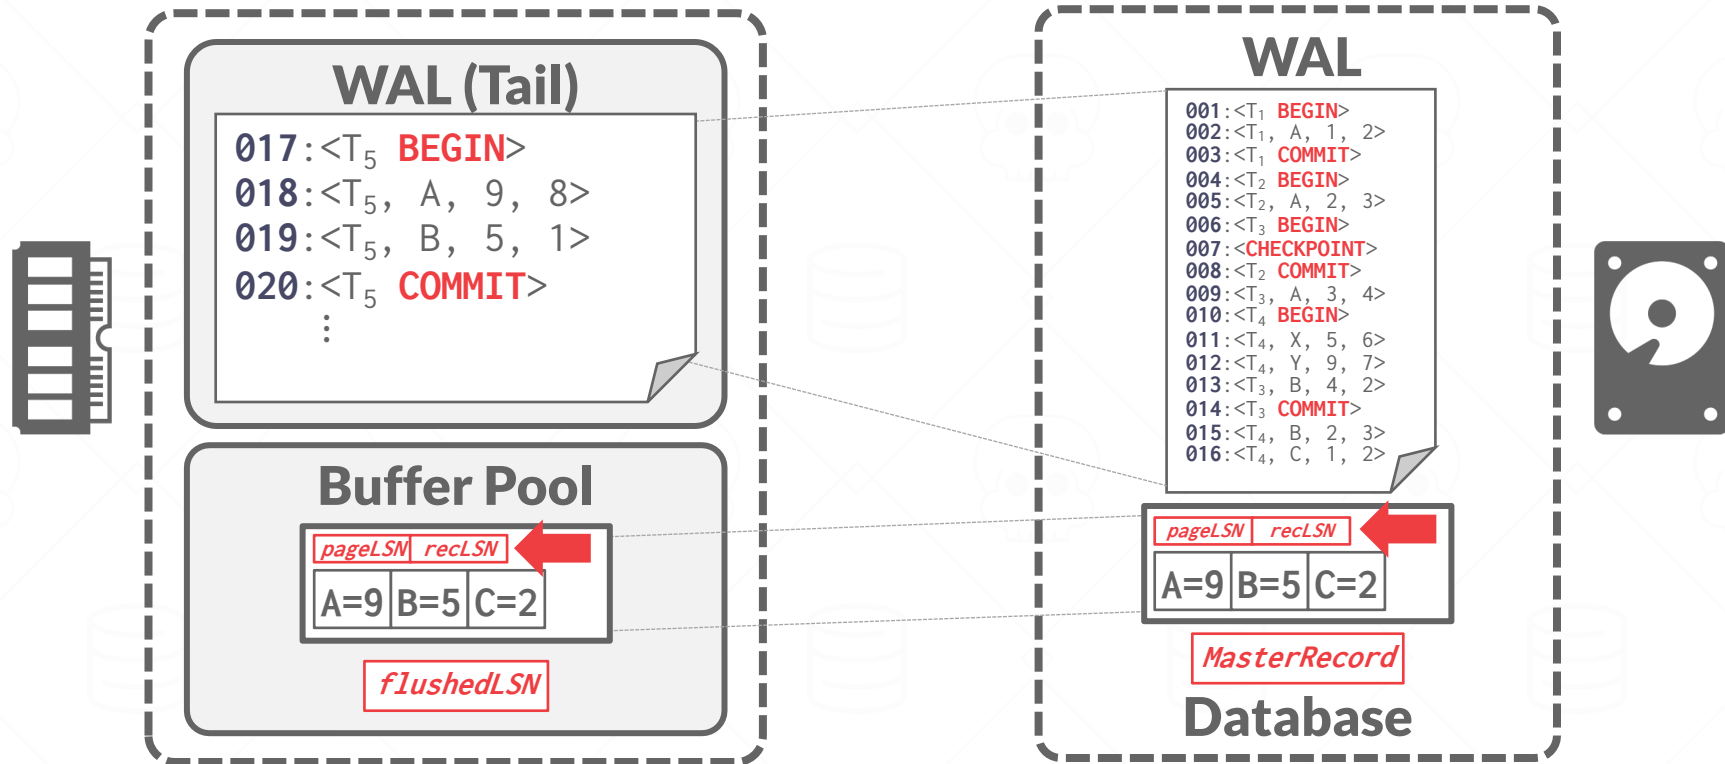 WAL (Tail)
017:<T5 BEGIN>
018:<T5, A, 9, 8>
019:<T5, B, 5, 1>
020:<T5 COMMIT>
⋮
Buffer Pool
pageLSN recLSN
A=9 B=5 C=2
flushedLSN
WAL
001:<T1 BEGIN>
002:<T1, A, 1, 2>
003:<T1 COMMIT>
004:<T2 BEGIN>
005:<T2, A, 2, 3>
006:<T3 BEGIN>
007:<CHECKPOINT>
008:<T2 COMMIT>
009:<T3, A, 3, 4>
010:<T4 BEGIN>
011:<T4, X, 5, 6>
012:<T4, Y, 9, 7>
013:<T3, B, 4, 2>
014:<T3 COMMIT>
015:<T4, B, 2, 3>
016:<T4, C, 1, 2>
pageLSN recLSN
A=9 B=5 C=2
MasterRecord
Database